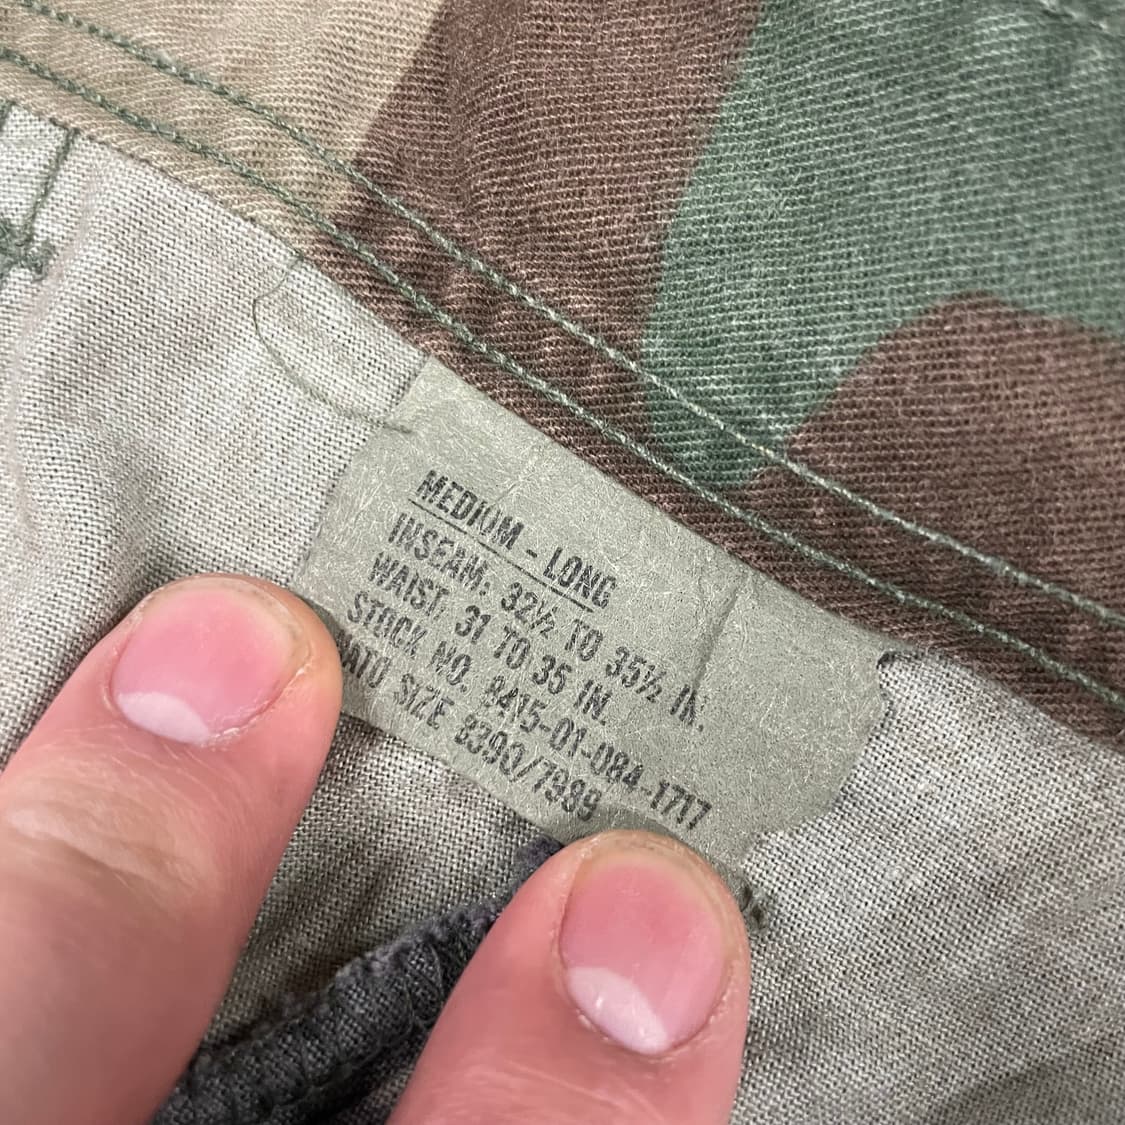 MEDIUM - LONG
INSEAM: 32½ TO 35½ IN.
WAIST. 31 TO 35 IN.
STOCK NO. 8415-01-084-1717
NATO SIZE 8390/7989